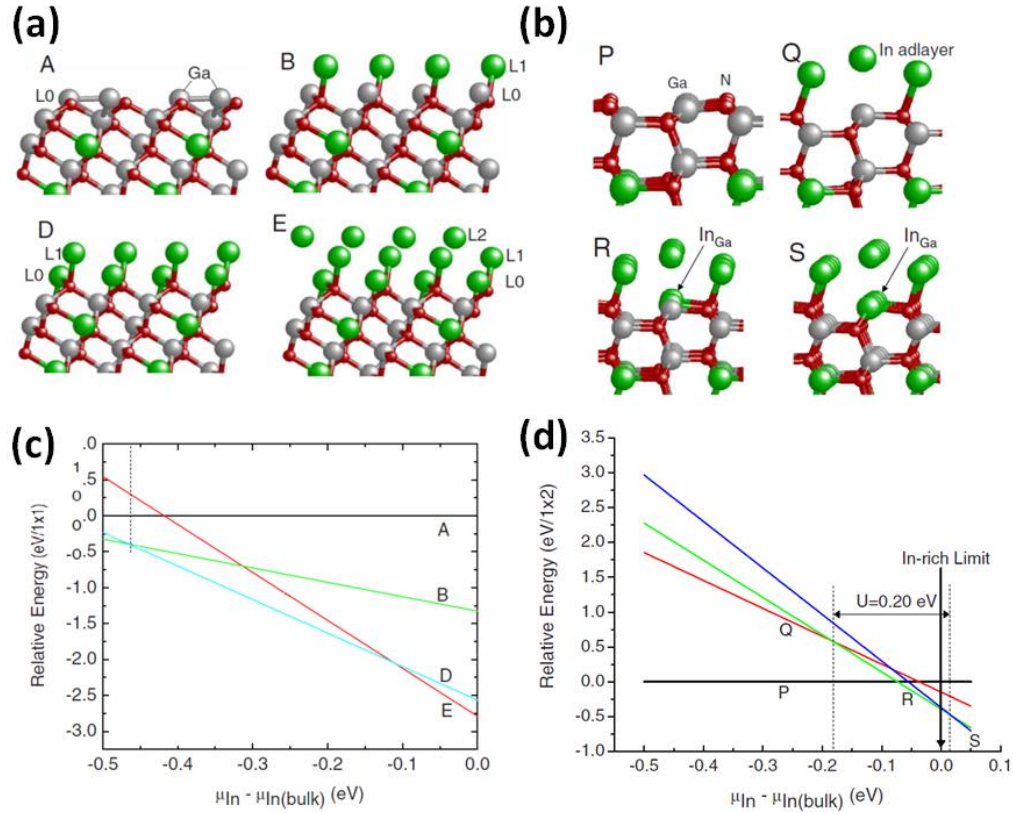 (a)
A
Ga
L0
B
L1
L0
D
L1
L0
E
L2
L1
L0
(b)
P
Ga
N
Q
In adlayer
R
InGa
S
InGa
(c)
.0
1
.5
0
.0
0
-0.5
-1.0
-1.5
-2.0
-2.5
-3.0
Relative Energy (eV/1x1)
A
B
D
E
-0.5 -0.4 -0.3 -0.2 -0.1 0.0
μIn - μIn(bulk) (eV)
(d)
3.5
3.0
2.5
2.0
1.5
1.0
0.5
0.0
-0.5
-1.0
Relative Energy (eV/1x2)
In-rich Limit
U=0.20 eV
Q
P
R
S
-0.5 -0.4 -0.3 -0.2 -0.1 0.0 0.1
μIn - μIn(bulk) (eV)